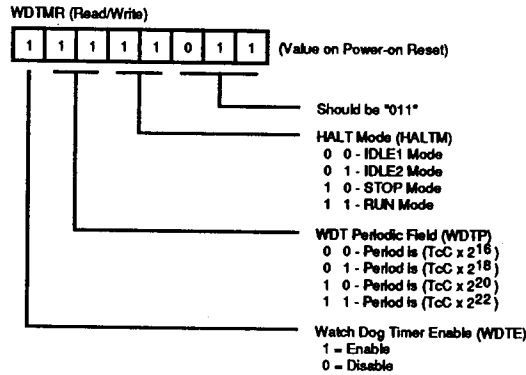 WDTMR (Read/Write)
1 1 1 1 1 0 1 1 (Value on Power-on Reset)
Should be "011"
HALT Mode (HALTM)
0 0 - IDLE1 Mode
0 1 - IDLE2 Mode
1 0 - STOP Mode
1 1 - RUN Mode
WDT Periodic Field (WDTP)
0 0 - Period is (TcC x 2^16)
0 1 - Period is (TcC x 2^18)
1 0 - Period is (TcC x 2^20)
1 1 - Period is (TcC x 2^22)
Watch Dog Timer Enable (WDTE)
1 = Enable
0 = Disable